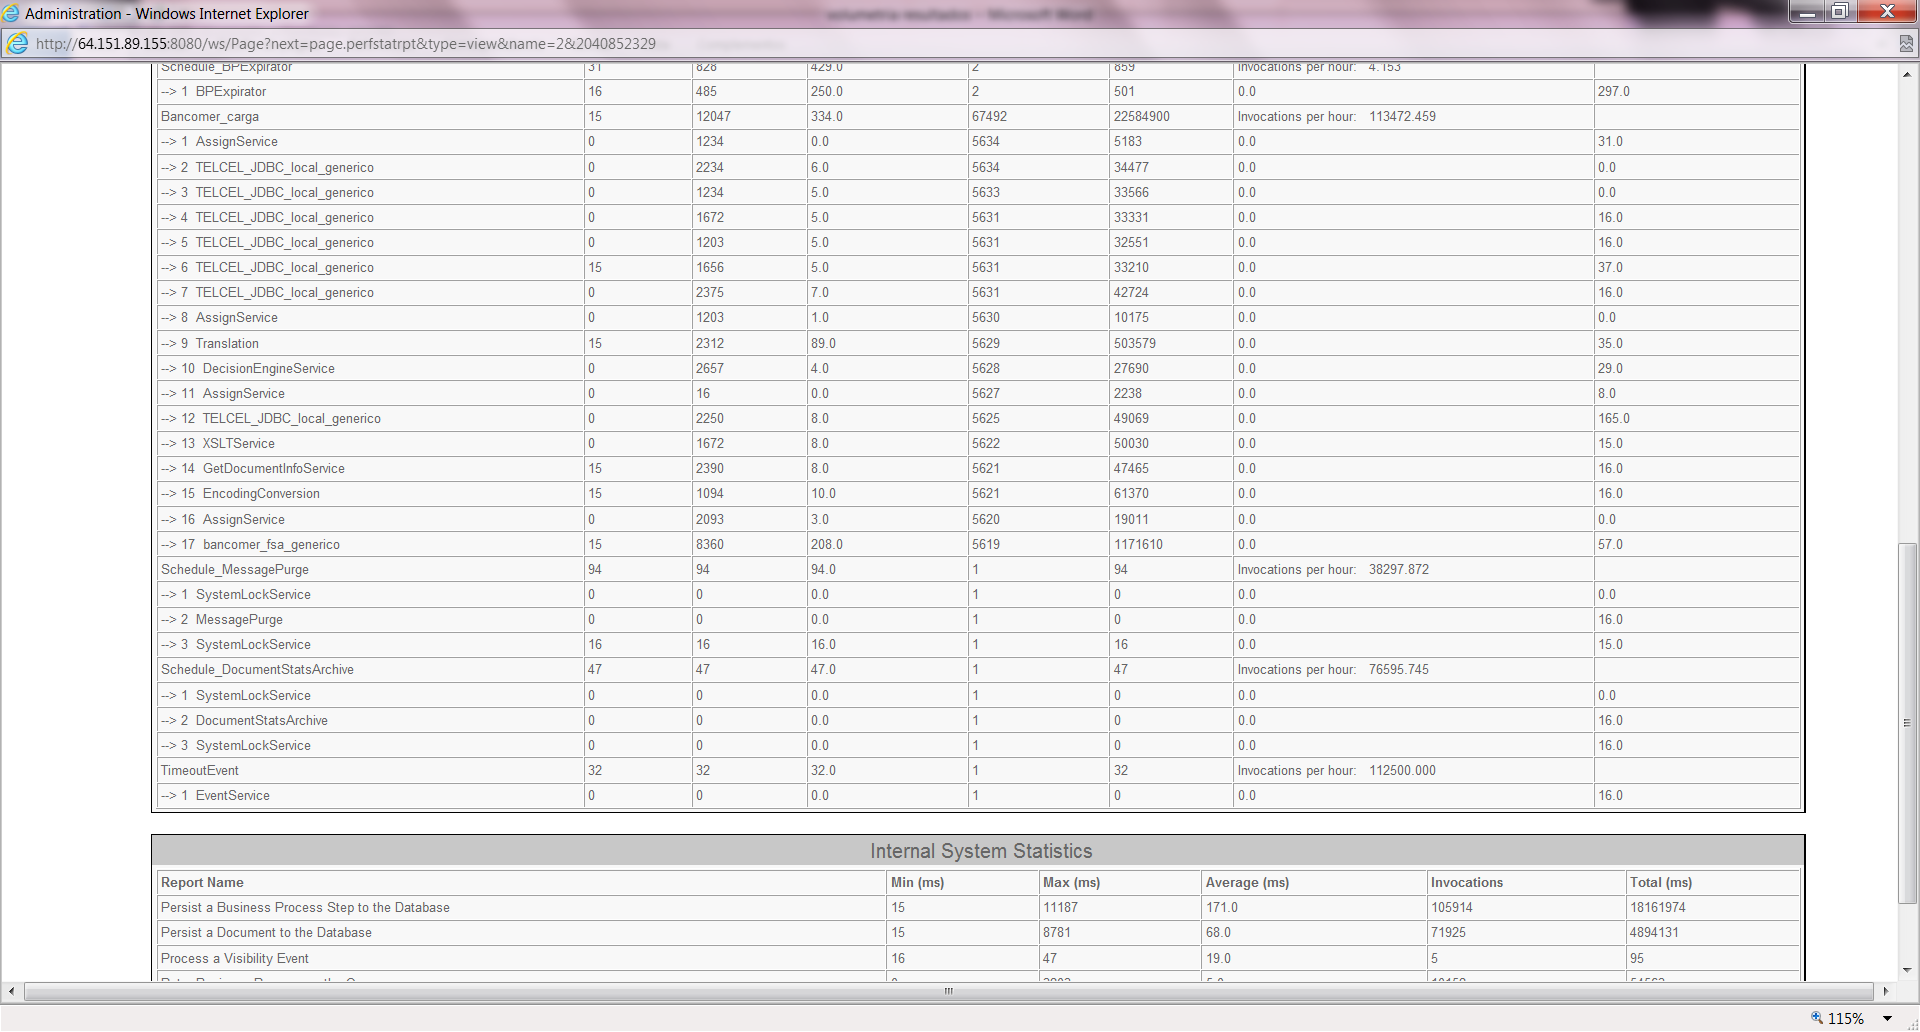 Administration - Windows Internet Explorer
http://64.151.89.155:8080/ws/Page?next=page.perfstatrpt&type=view&name=2&2040852329
Schedule_BPExpirator 31 828 429.0 2 859 Invocations per hour: 4.153
--> 1 BPExpirator 16 485 250.0 2 501 0.0 297.0
Bancomer_carga 15 12047 334.0 67492 22584900 Invocations per hour: 113472.459
--> 1 AssignService 0 1234 0.0 5634 5183 0.0 31.0
--> 2 TELCEL_JDBC_local_generico 0 2234 6.0 5634 34477 0.0 0.0
--> 3 TELCEL_JDBC_local_generico 0 1234 5.0 5633 33566 0.0 0.0
--> 4 TELCEL_JDBC_local_generico 0 1672 5.0 5631 33331 0.0 16.0
--> 5 TELCEL_JDBC_local_generico 0 1203 5.0 5631 32551 0.0 16.0
--> 6 TELCEL_JDBC_local_generico 15 1656 5.0 5631 33210 0.0 37.0
--> 7 TELCEL_JDBC_local_generico 0 2375 7.0 5631 42724 0.0 16.0
--> 8 AssignService 0 1203 1.0 5630 10175 0.0 0.0
--> 9 Translation 15 2312 89.0 5629 503579 0.0 35.0
--> 10 DecisionEngineService 0 2657 4.0 5628 27690 0.0 29.0
--> 11 AssignService 0 16 0.0 5627 2238 0.0 8.0
--> 12 TELCEL_JDBC_local_generico 0 2250 8.0 5625 49069 0.0 165.0
--> 13 XSLTService 0 1672 8.0 5622 50030 0.0 15.0
--> 14 GetDocumentInfoService 15 2390 8.0 5621 47465 0.0 16.0
--> 15 EncodingConversion 15 1094 10.0 5621 61370 0.0 16.0
--> 16 AssignService 0 2093 3.0 5620 19011 0.0 0.0
--> 17 bancomer_fsa_generico 15 8360 208.0 5619 1171610 0.0 57.0
Schedule_MessagePurge 94 94 94.0 1 94 Invocations per hour: 38297.872
--> 1 SystemLockService 0 0 0.0 1 0 0.0 0.0
--> 2 MessagePurge 0 0 0.0 1 0 0.0 16.0
--> 3 SystemLockService 16 16 16.0 1 16 0.0 15.0
Schedule_DocumentStatsArchive 47 47 47.0 1 47 Invocations per hour: 76595.745
--> 1 SystemLockService 0 0 0.0 1 0 0.0 0.0
--> 2 DocumentStatsArchive 0 0 0.0 1 0 0.0 16.0
--> 3 SystemLockService 0 0 0.0 1 0 0.0 16.0
TimeoutEvent 32 32 32.0 1 32 Invocations per hour: 112500.000
--> 1 EventService 0 0 0.0 1 0 0.0 16.0
Internal System Statistics
Report Name Min (ms) Max (ms) Average (ms) Invocations Total (ms)
Persist a Business Process Step to the Database 15 11187 171.0 105914 18161974
Persist a Document to the Database 15 8781 68.0 71925 4894131
Process a Visibility Event 16 47 19.0 5 95
115%